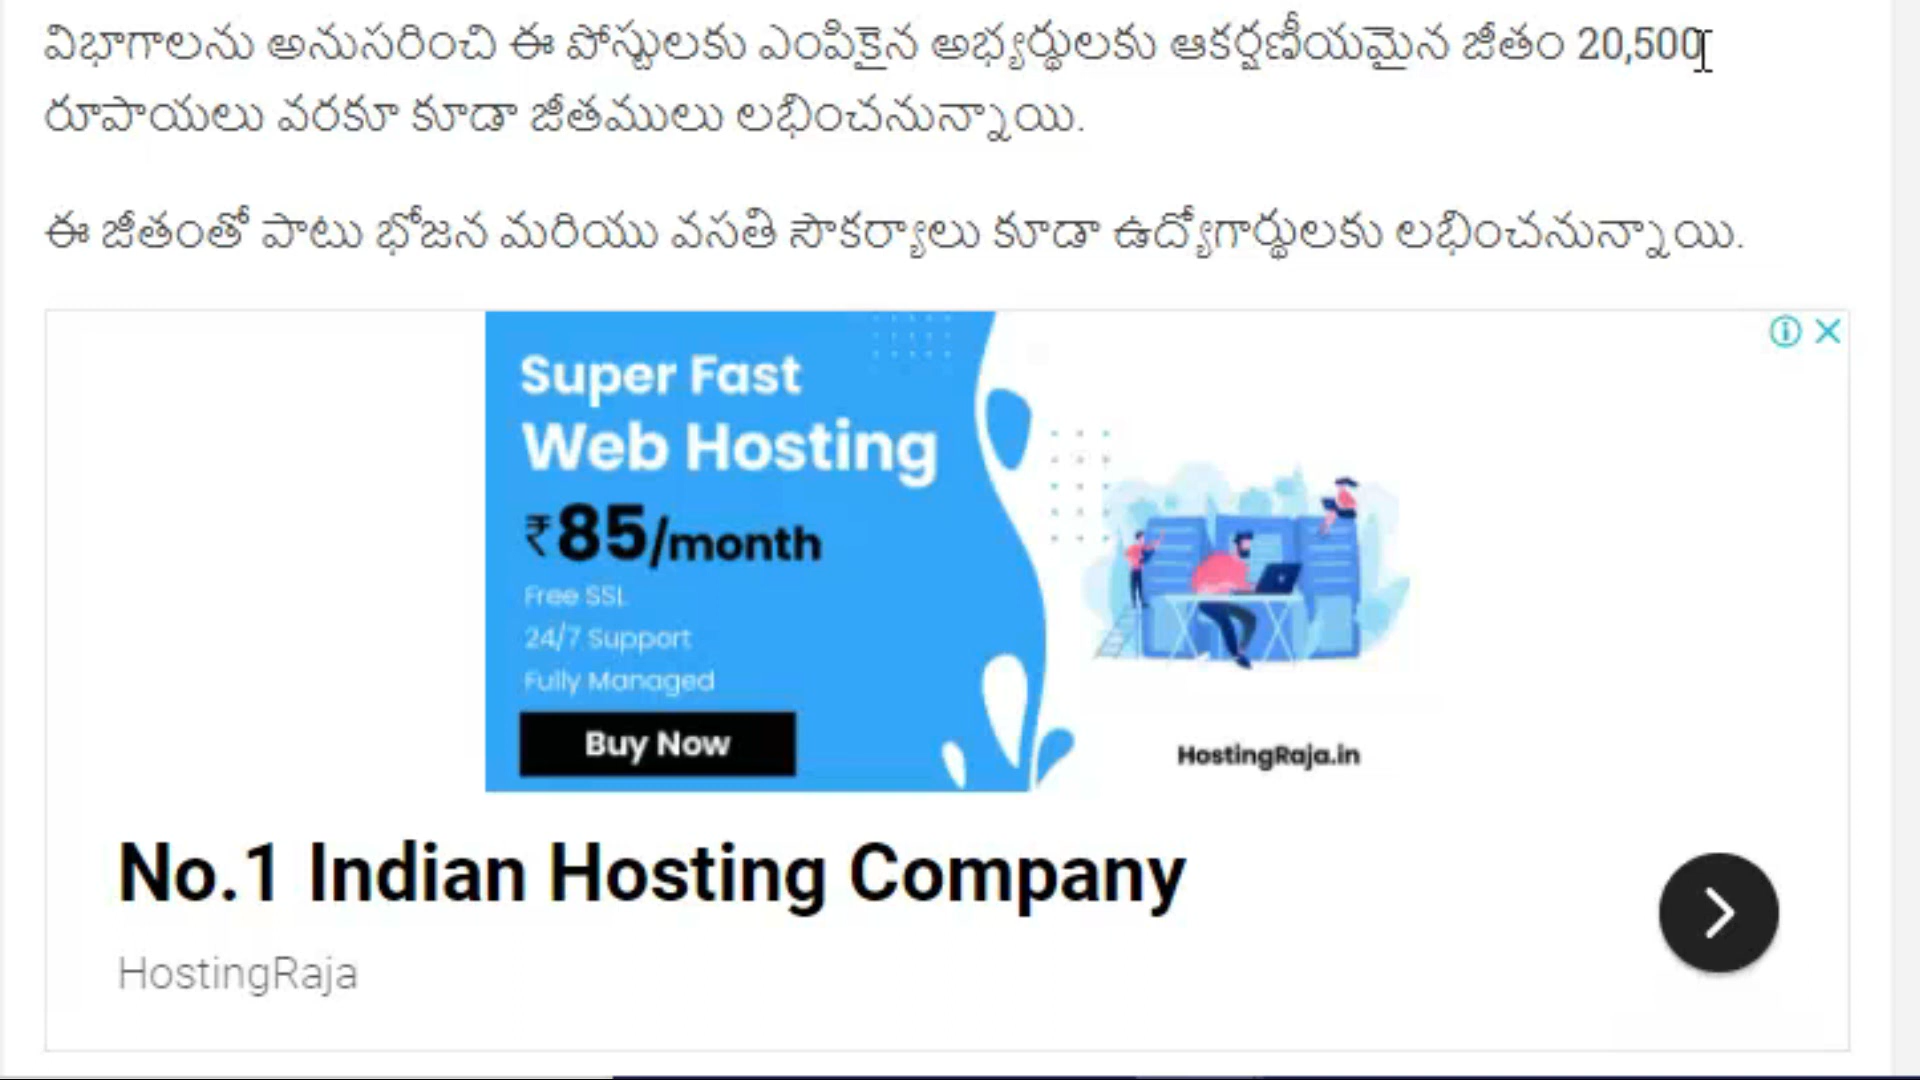 విభాగాలను అనుసరించి ఈ పోస్టులకు ఎంపికైన అభ్యర్థులకు ఆకర్షణీయమైన జీతం 20,500
రూపాయలు వరకూ కూడా జీతములు లభించనున్నాయి.
ఈ జీతంతో పాటు భోజన మరియు వసతి సౌకర్యాలు కూడా ఉద్యోగార్థులకు లభించనున్నాయి.
Super Fast
Web Hosting
₹85/month
Free SSL
24/7 Support
Fully Managed
Buy Now
HostingRaja.in
No.1 Indian Hosting Company
HostingRaja